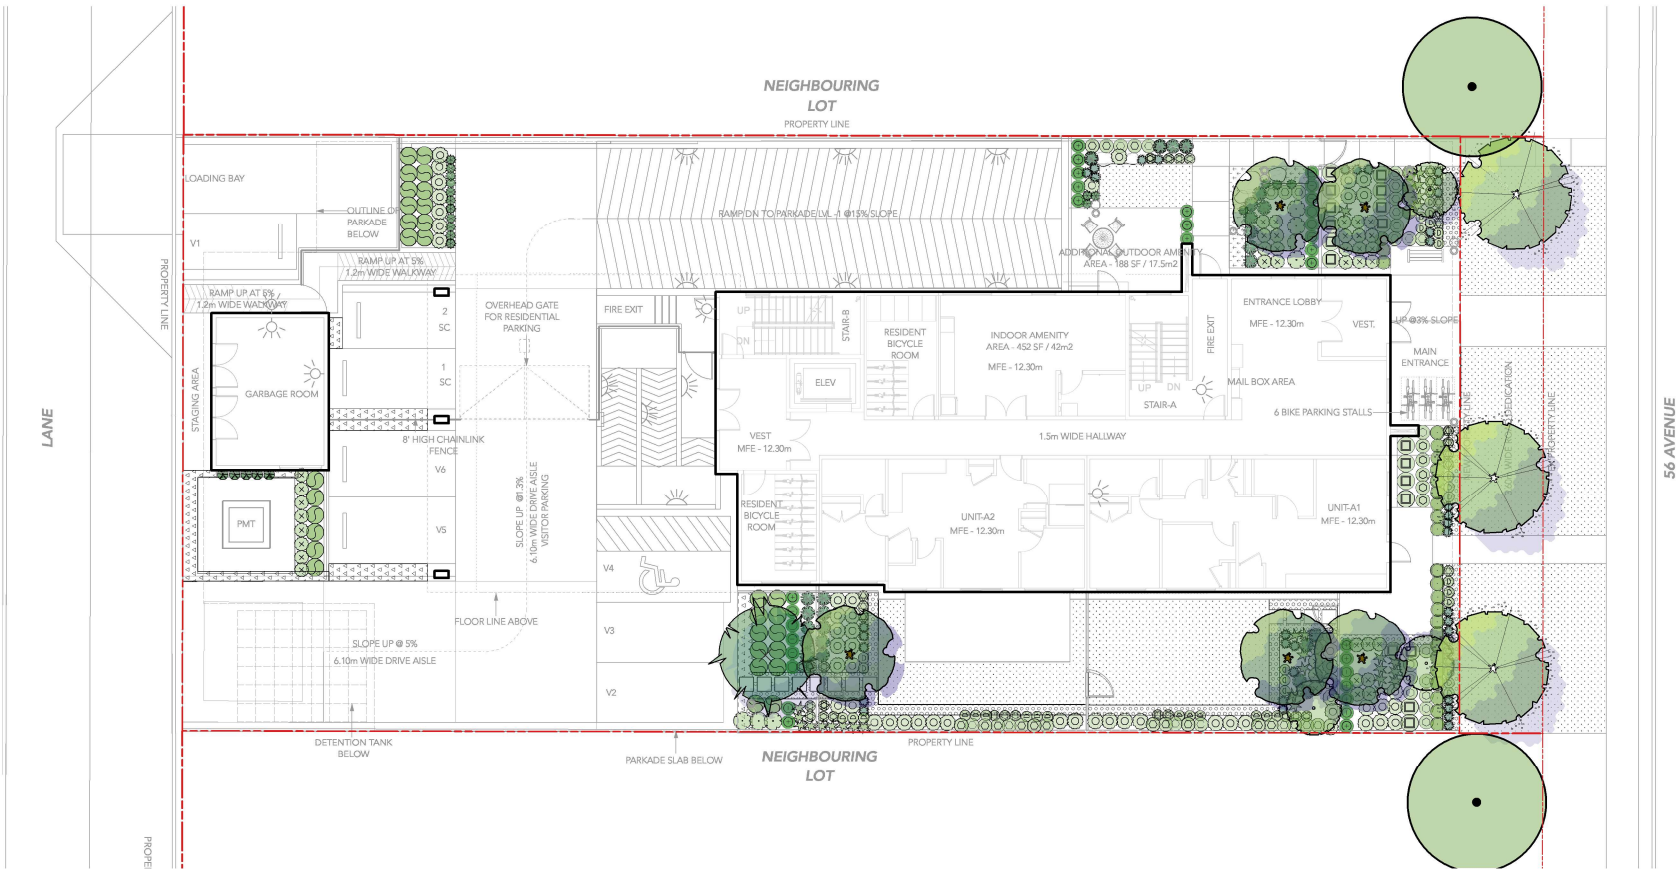 NEIGHBOURING
LOT
PROPERTY LINE
LOADING BAY
OUTLINE OF
PARKADE
BELOW
V1
RAMP UP AT 5%
1.2m WIDE WALKWAY
RAMP UP AT 5%
1.2m WIDE WALKWAY
PROPERTY LINE
LANE
STAGING AREA
GARBAGE ROOM
2
SC
1
SC
8' HIGH CHAINLINK
FENCE
V6
V5
PMT
OVERHEAD GATE
FOR RESIDENTIAL
PARKING
SLOPE UP @1.3%
6.10m WIDE DRIVE AISLE
VISITOR PARKING
RAMP DN TO PARKADE LVL -1 @15% SLOPE
FIRE EXIT
UP
DN
STAIR-B
ELEV
RESIDENT
BICYCLE
ROOM
INDOOR AMENITY
AREA - 452 SF / 42m2
MFE - 12.30m
ADDITIONAL OUTDOOR AMENITY
AREA - 188 SF / 17.5m2
UP
DN
STAIR-A
FIRE EXIT
ENTRANCE LOBBY
MFE - 12.30m
VEST.
MAIL BOX AREA
UP @3% SLOPE
MAIN
ENTRANCE
6 BIKE PARKING STALLS
1.5m WIDE HALLWAY
VEST
MFE - 12.30m
RESIDENT
BICYCLE
ROOM
UNIT-A2
MFE - 12.30m
UNIT-A1
MFE - 12.30m
DEDICATION
PROPERTY LINE
56 AVENUE
V4
V3
V2
FLOOR LINE ABOVE
SLOPE UP @ 5%
6.10m WIDE DRIVE AISLE
DETENTION TANK
BELOW
PARKADE SLAB BELOW
NEIGHBOURING
LOT
PROPERTY LINE